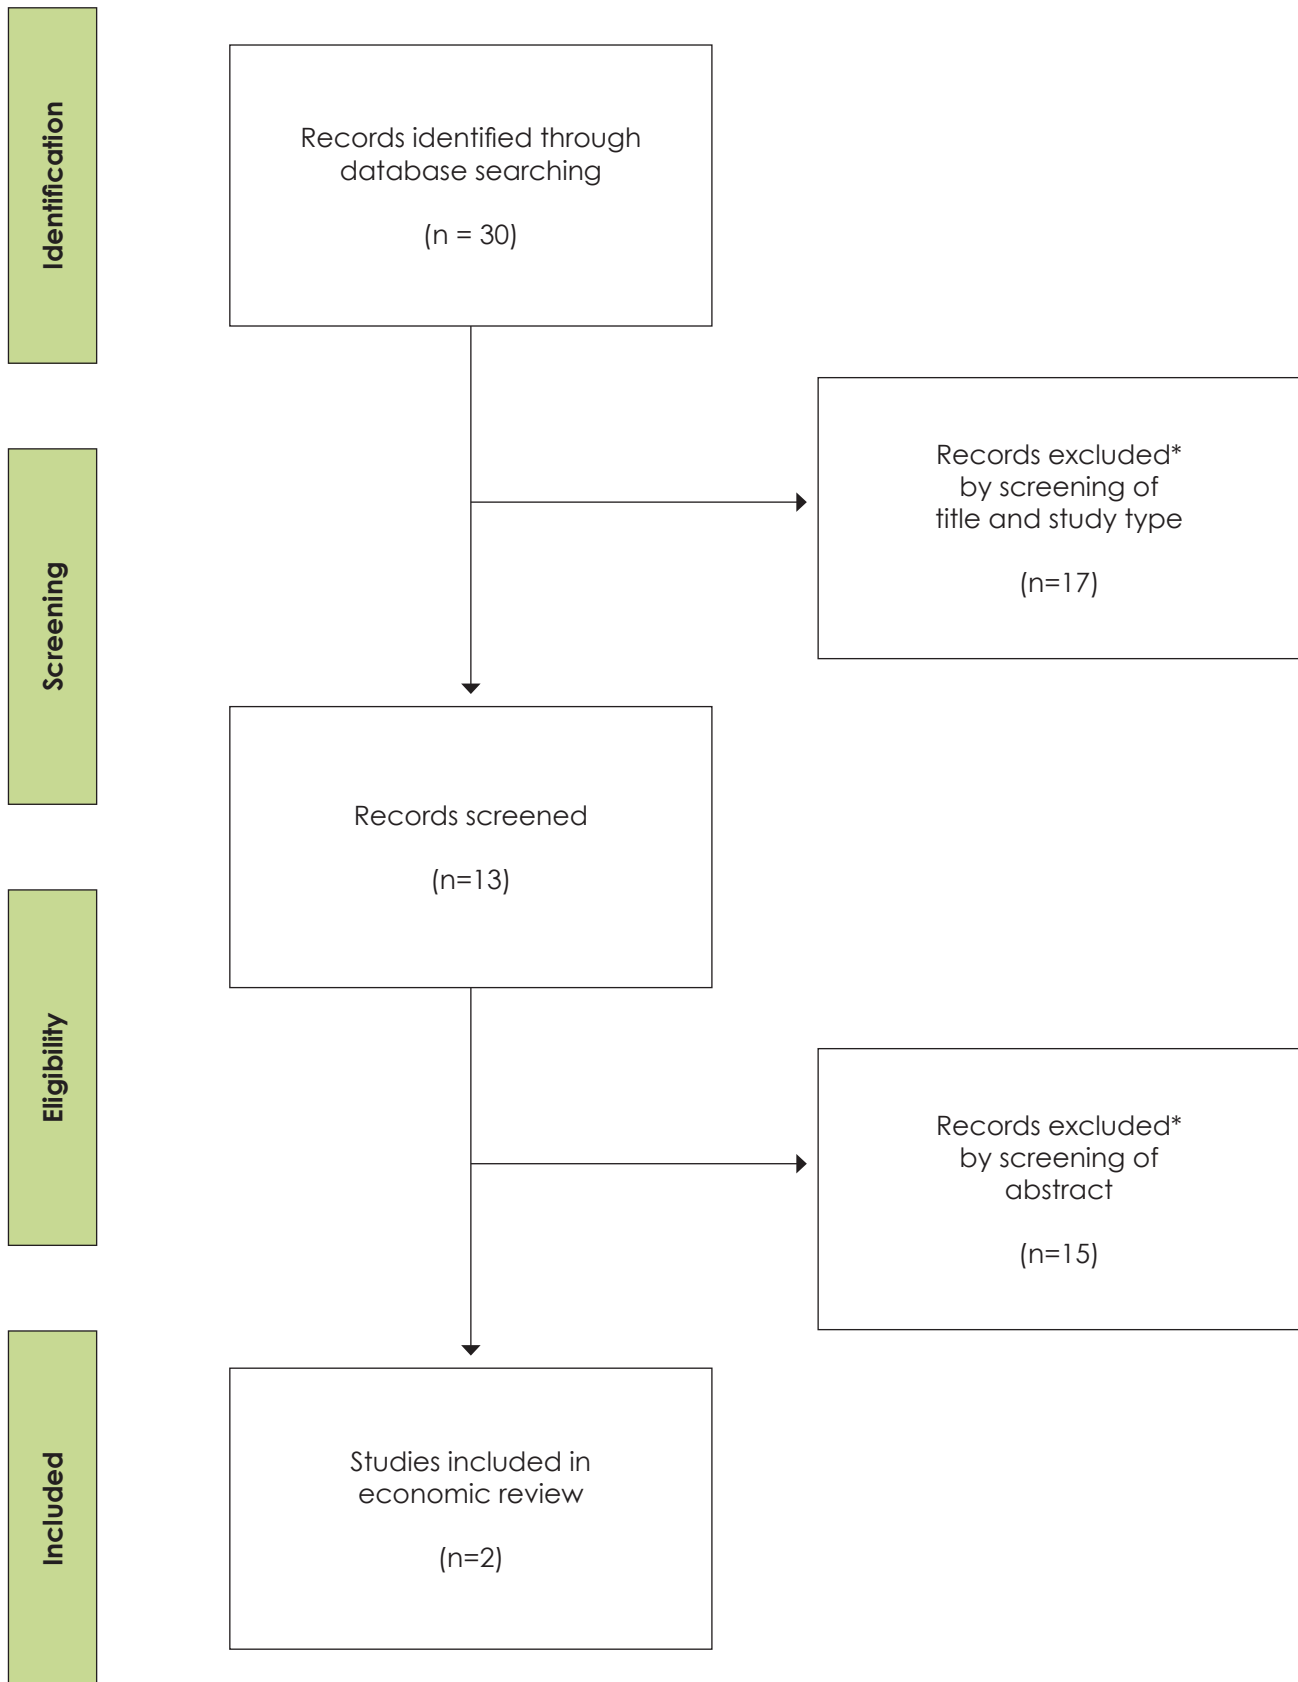 Identification
Records identified through
database searching
(n = 30)
Records excluded*
by screening of
title and study type
(n=17)
Screening
Records screened
(n=13)
Eligibility
Records excluded*
by screening of
abstract
(n=15)
Included
Studies included in
economic review
(n=2)